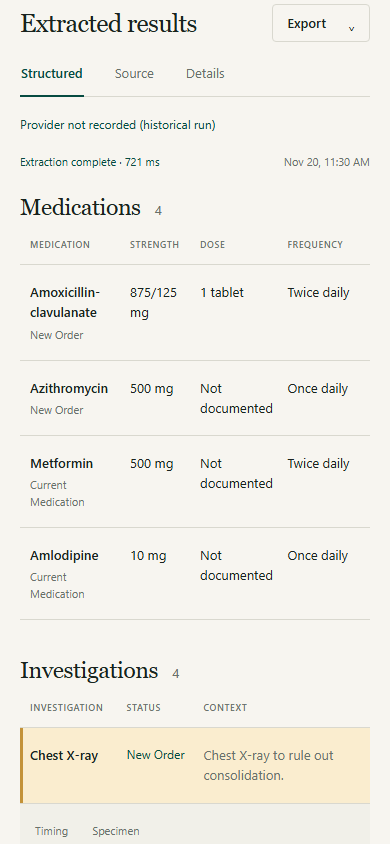 Extracted results
Export
Structured Source Details
Provider not recorded (historical run)
Extraction complete · 721 ms Nov 20, 11:30 AM
Medications 4
MEDICATION STRENGTH DOSE FREQUENCY
Amoxicillin- 875/125 1 tablet Twice daily
clavulanate mg
New Order
Azithromycin 500 mg Not Once daily
New Order documented
Metformin 500 mg Not Twice daily
Current documented
Medication
Amlodipine 10 mg Not Once daily
Current documented
Medication
Investigations 4
INVESTIGATION STATUS CONTEXT
Chest X-ray New Order Chest X-ray to rule out
consolidation.
Timing Specimen